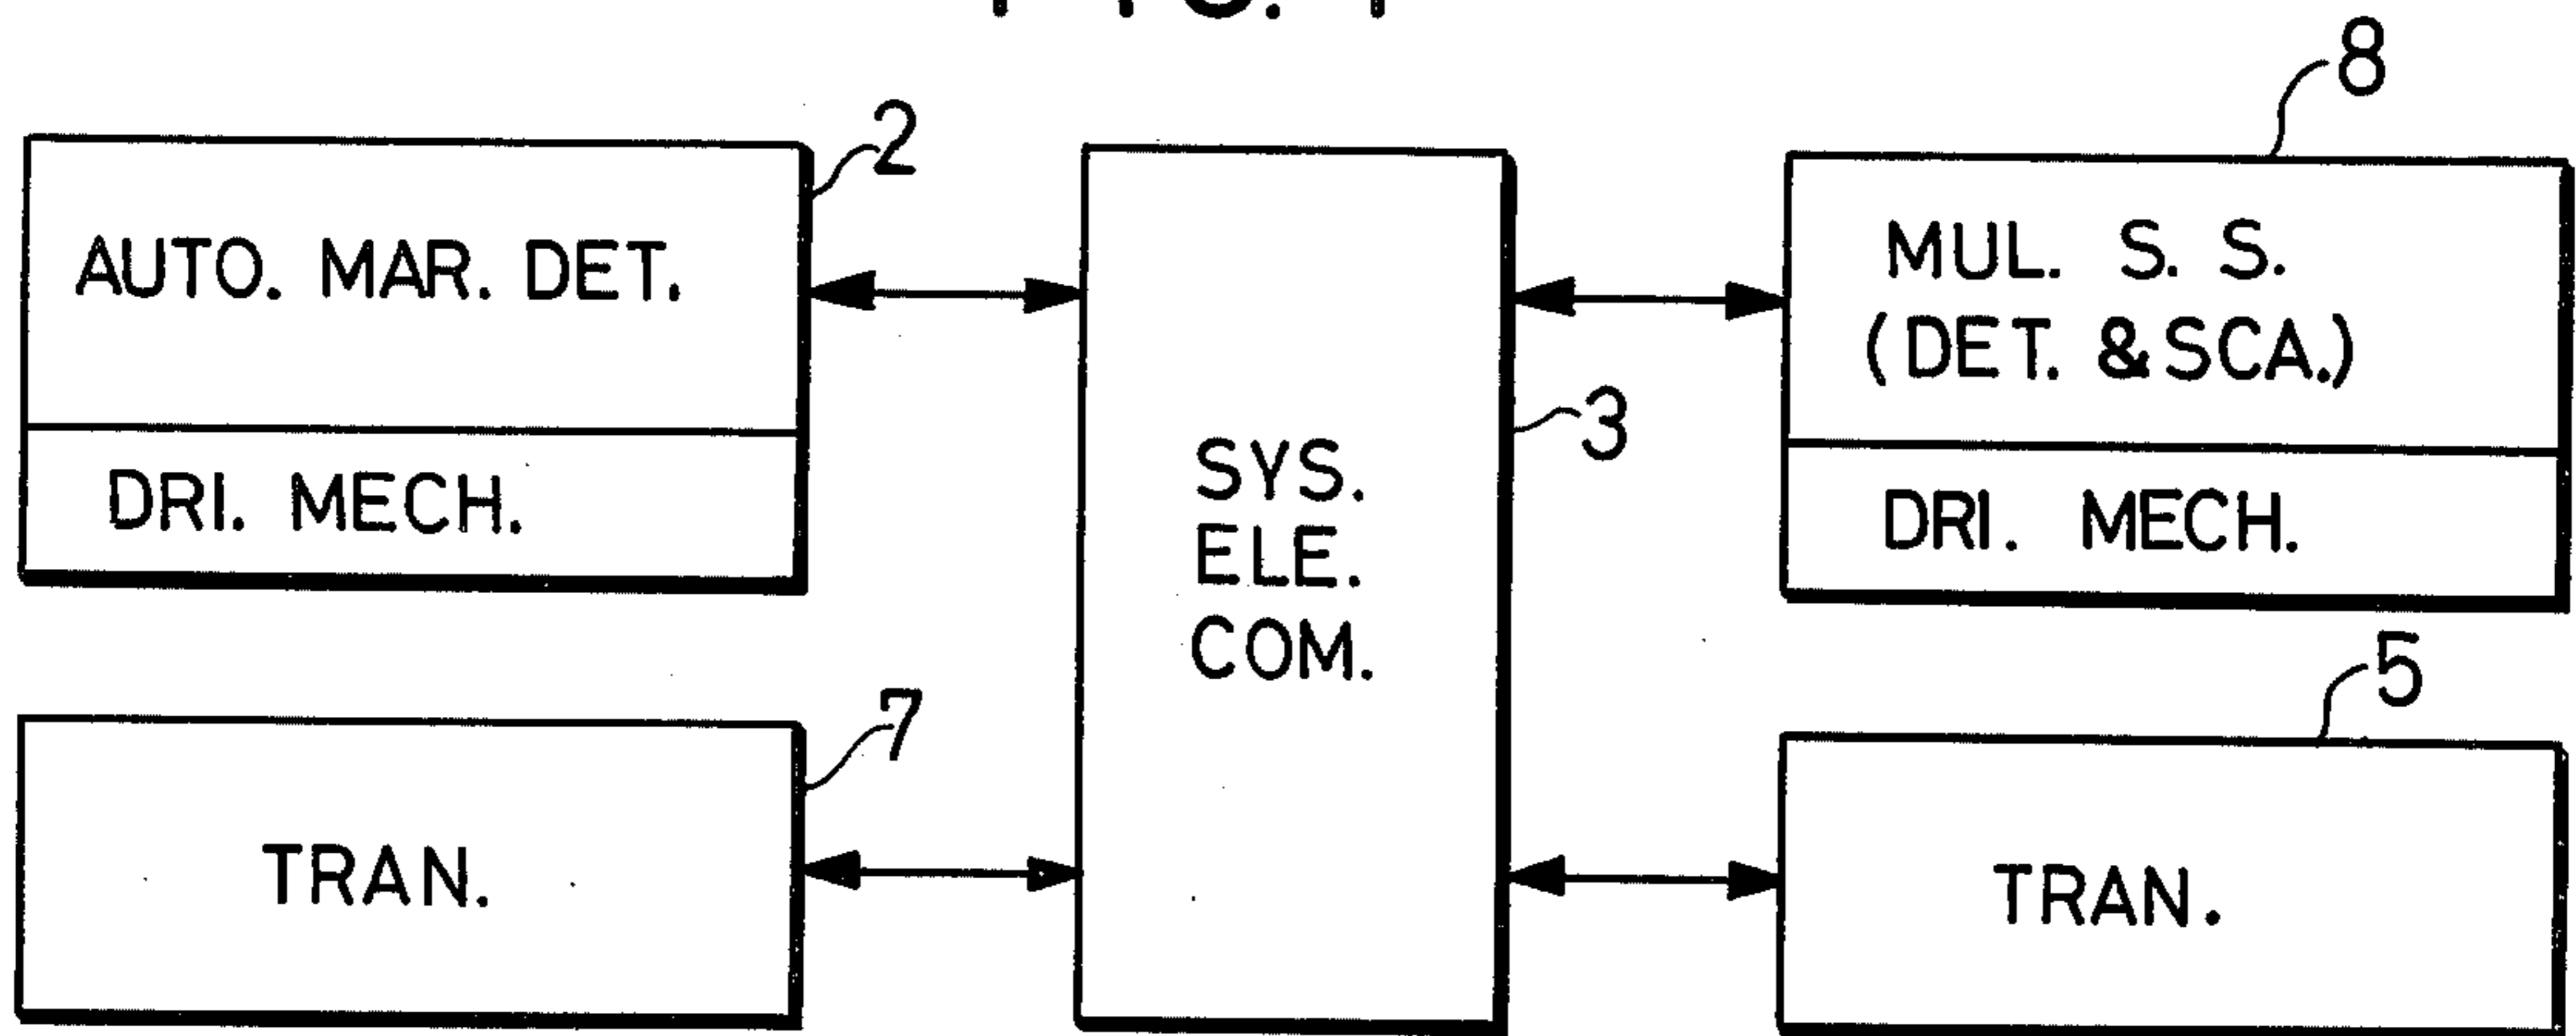 8
2
AUTO. MAR. DET.
DRI. MECH.
SYS.
ELE.
COM.
3
MUL. S. S.
(DET. & SCA.)
DRI. MECH.
7
TRAN.
5
TRAN.